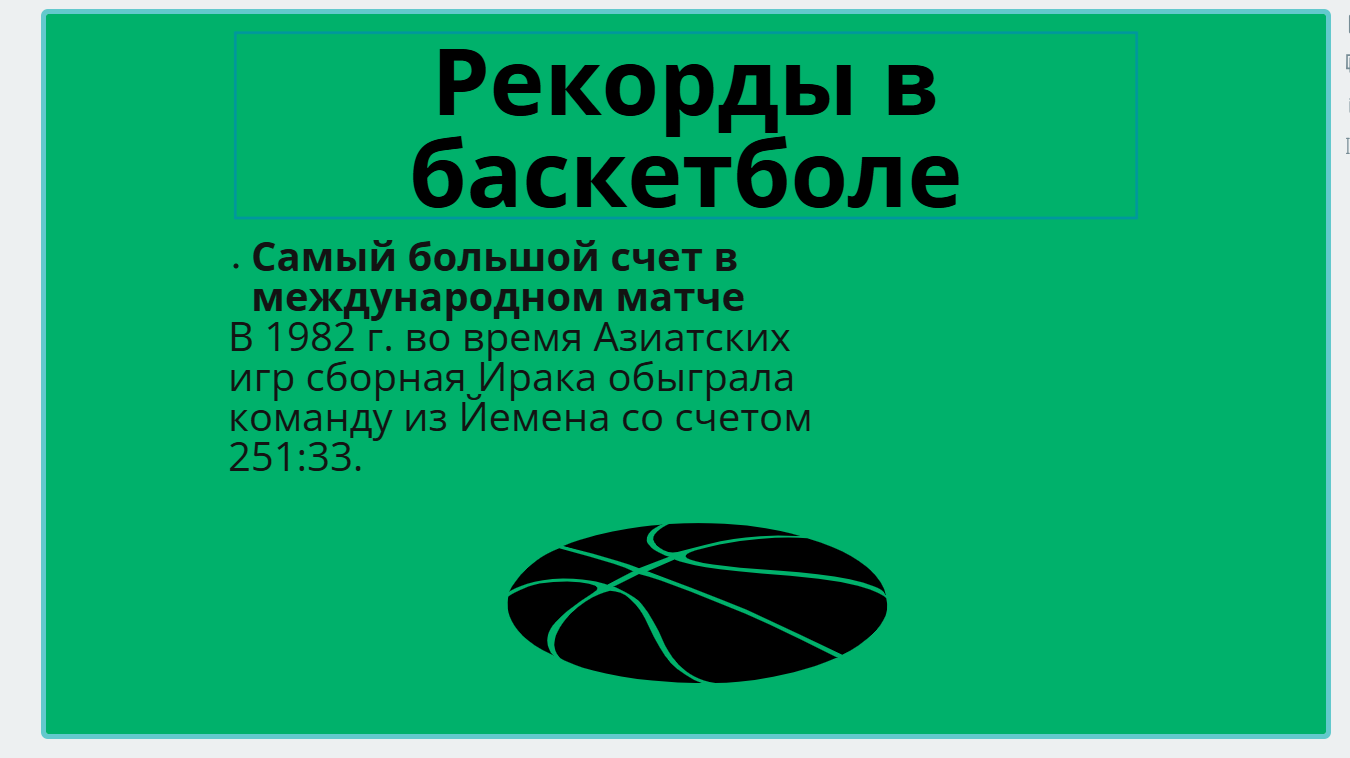 Рекорды в
баскетболе
. Самый большой счет в
международном матче
В 1982 г. во время Азиатских
игр сборная Ирака обыграла
команду из Йемена со счетом
251:33.